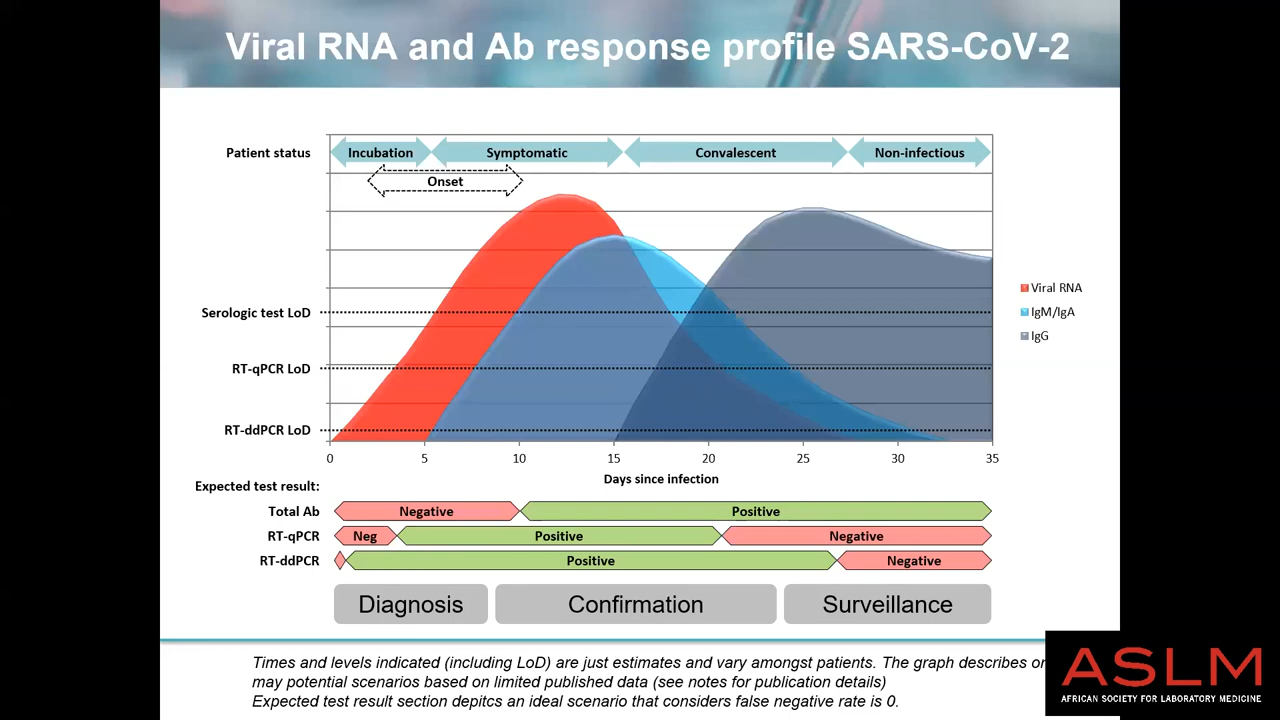 Viral RNA and Ab response profile SARS-CoV-2
Patient status
Incubation
Symptomatic
Convalescent
Non-infectious
Onset
Serologic test LoD
RT-qPCR LoD
RT-ddPCR LoD
Viral RNA
IgM/IgA
IgG
0 5 10 15 20 25 30 35
Days since infection
Expected test result:
Total Ab Negative Positive
RT-qPCR Neg Positive Negative
RT-ddPCR Positive Negative
Diagnosis Confirmation Surveillance
Times and levels indicated (including LoD) are just estimates and vary amongst patients. The graph describes
may potential scenarios based on limited published data (see notes for publication details)
Expected test result section depitcs an ideal scenario that considers false negative rate is 0.
ASLM
AFRICAN SOCIETY FOR LABORATORY MEDICINE